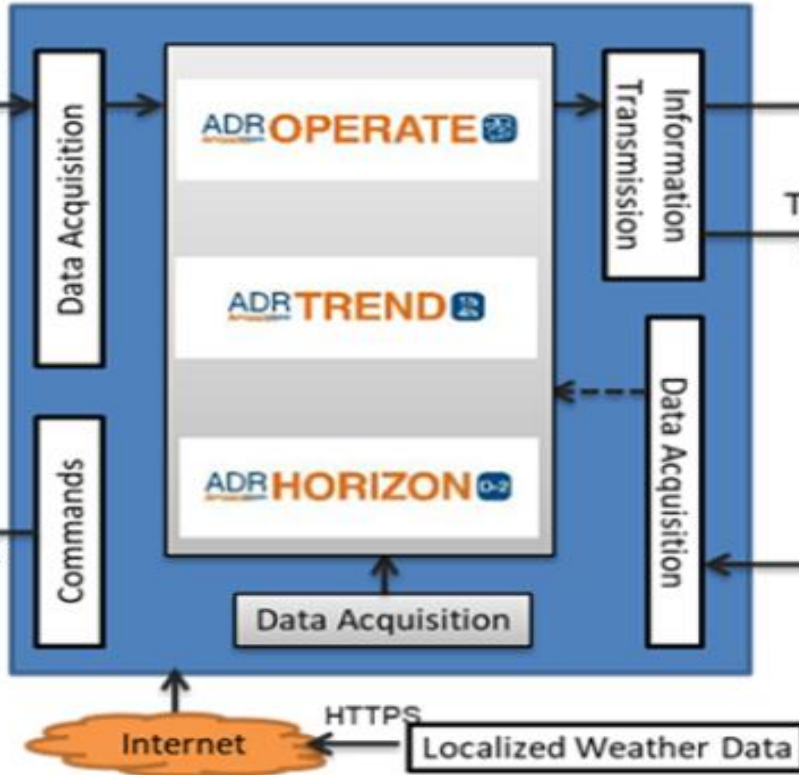 Data Acquisition
ADR OPERATE
Information
Transmission
T
ADR TREND
Data Acquisition
Commands
ADR HORIZON D-2
Data Acquisition
HTTPS
Internet
Localized Weather Data